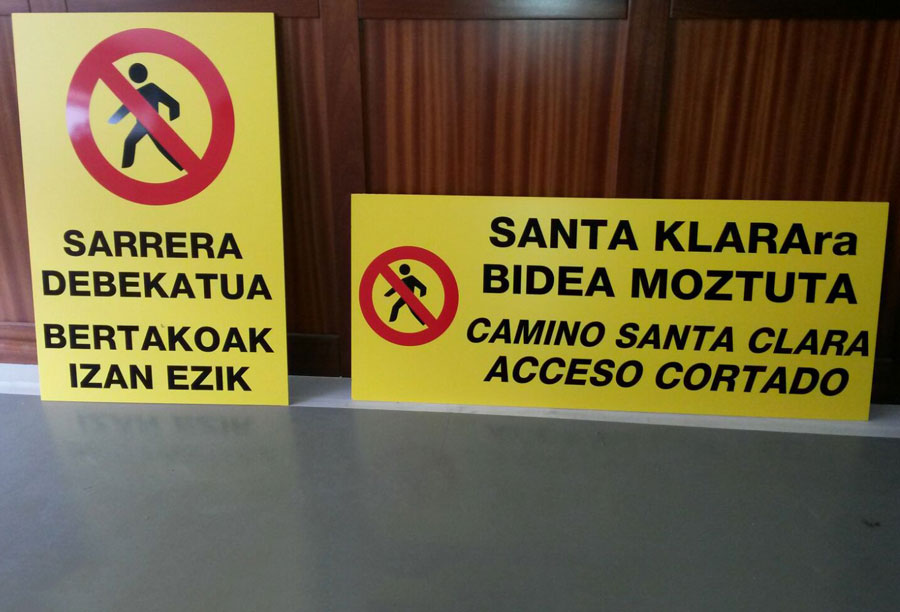 SARRERA
DEBEKATUA
BERTAKOAK
IZAN EZIK
SANTA KLARAra
BIDEA MOZTUTA
CAMINO SANTA CLARA
ACCESO CORTADO